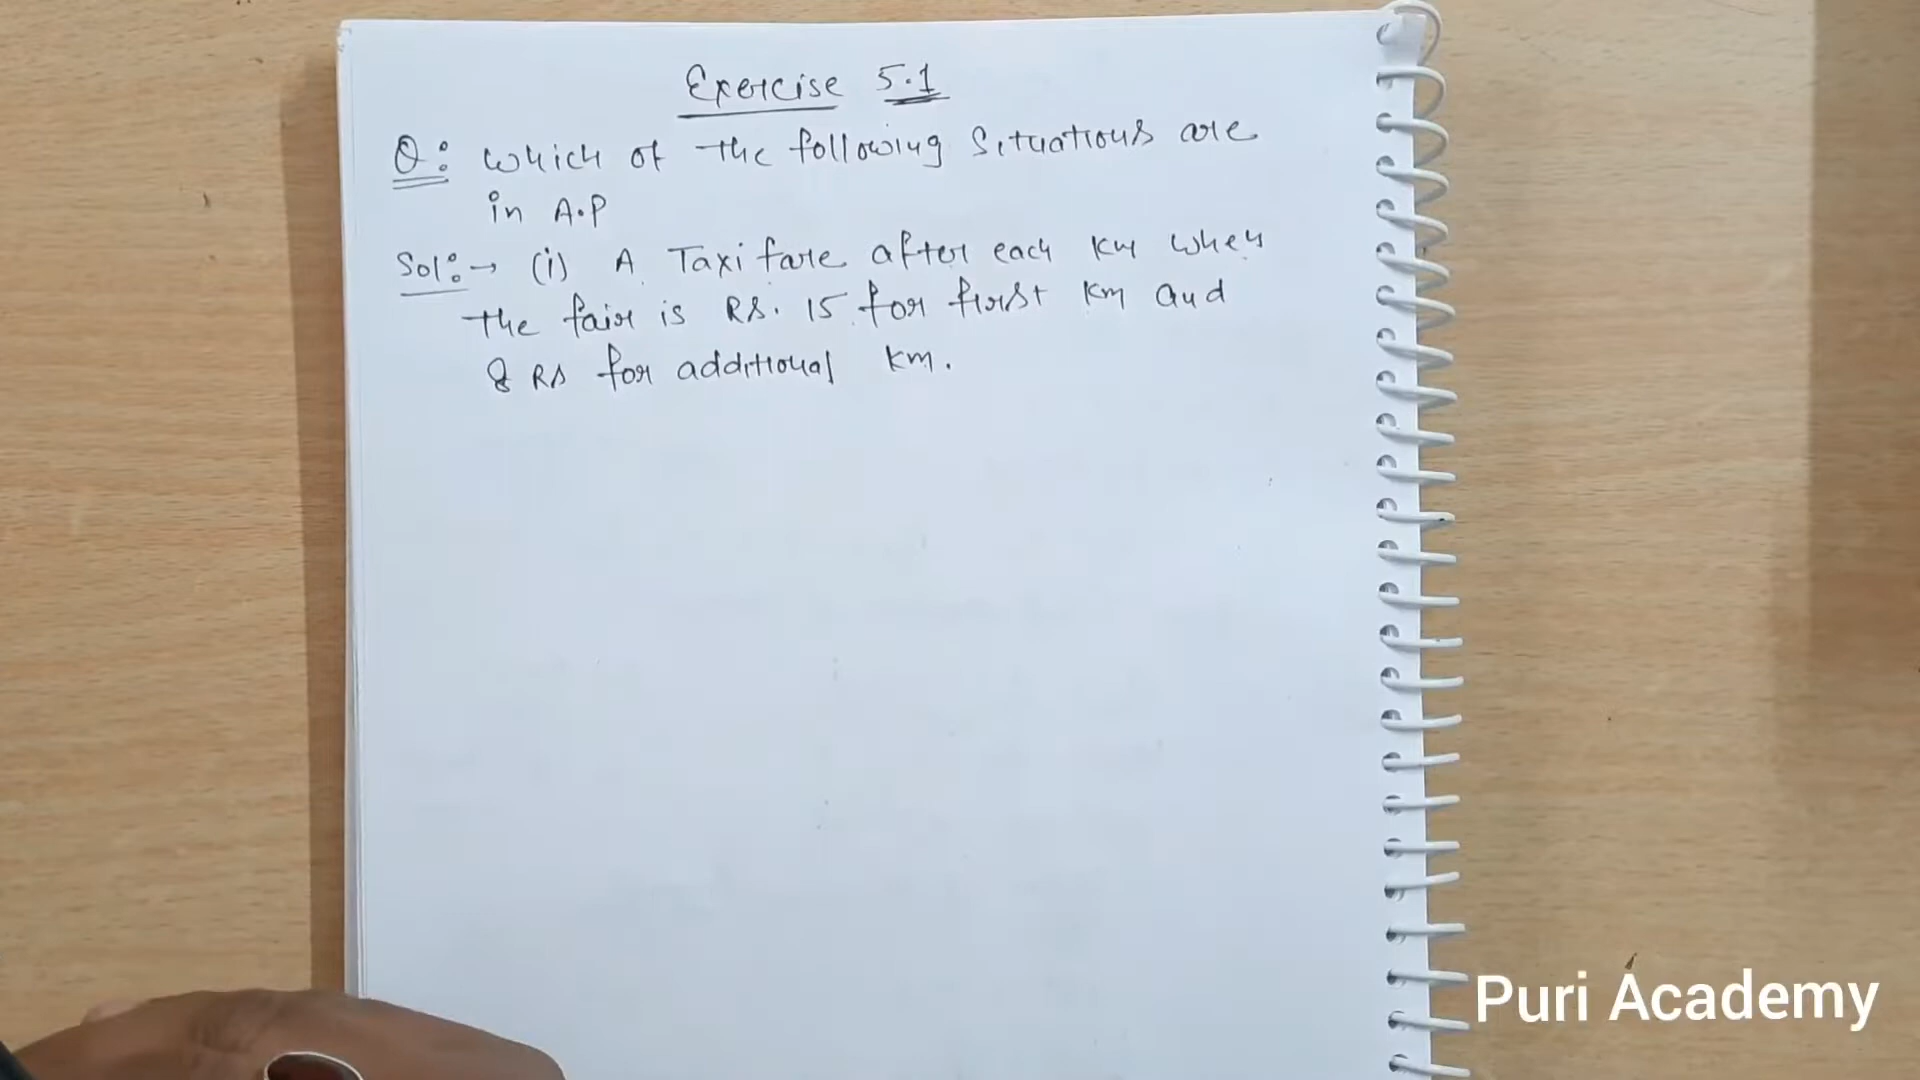 Exercise 5.1
Q: Which of the following Situations are
in A.P
Sol:→ (i) A Taxi fare after each km when
the fair is RS. 15 for first km and
8 RS for additional km.
Puri Academy